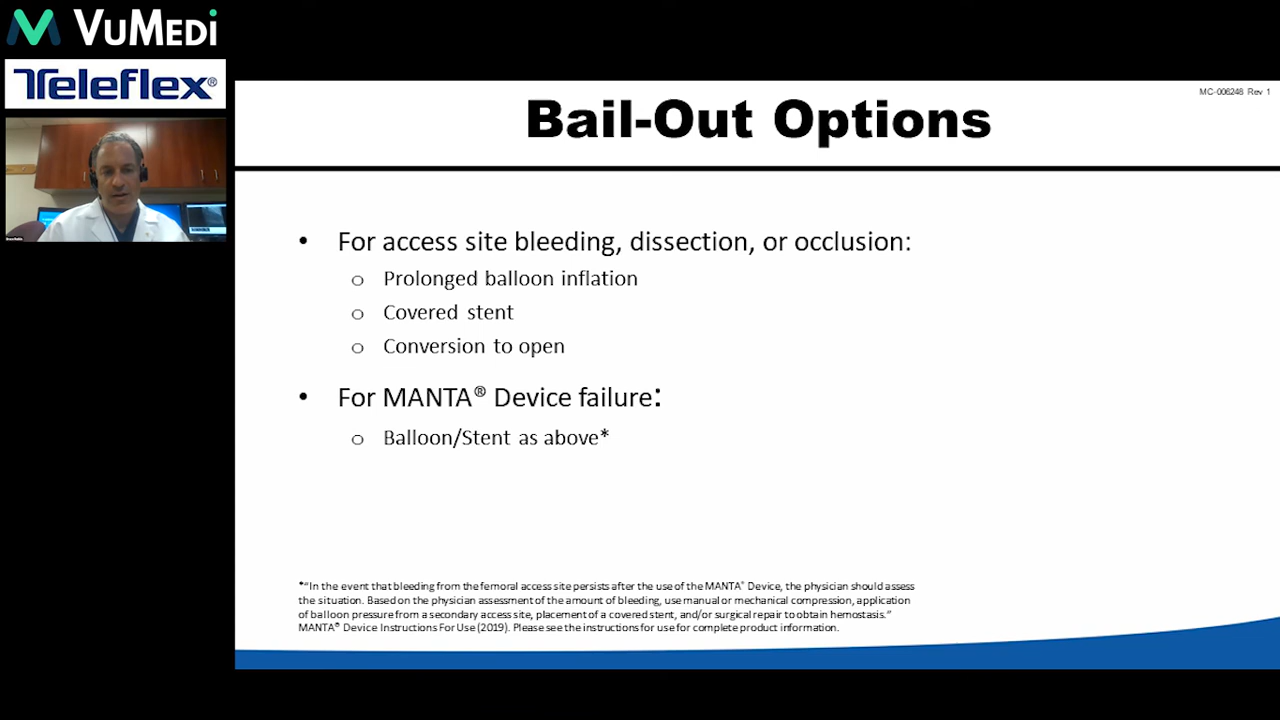 VUMEDI
Teleflex®
MC-006246 Rev 1
Bail-Out Options
• For access site bleeding, dissection, or occlusion:
o Prolonged balloon inflation
o Covered stent
o Conversion to open
• For MANTA® Device failure:
o Balloon/Stent as above*
*"In the event that bleeding from the femoral access site persists after the use of the MANTA® Device, the physician should assess
the situation. Based on the physician assessment of the amount of bleeding, use manual or mechanical compression, application
of balloon pressure from a secondary access site, placement of a covered stent, and/or surgical repair to obtain hemostasis."
MANTA® Device Instructions For Use (2019). Please see the instructions for use for complete product information.